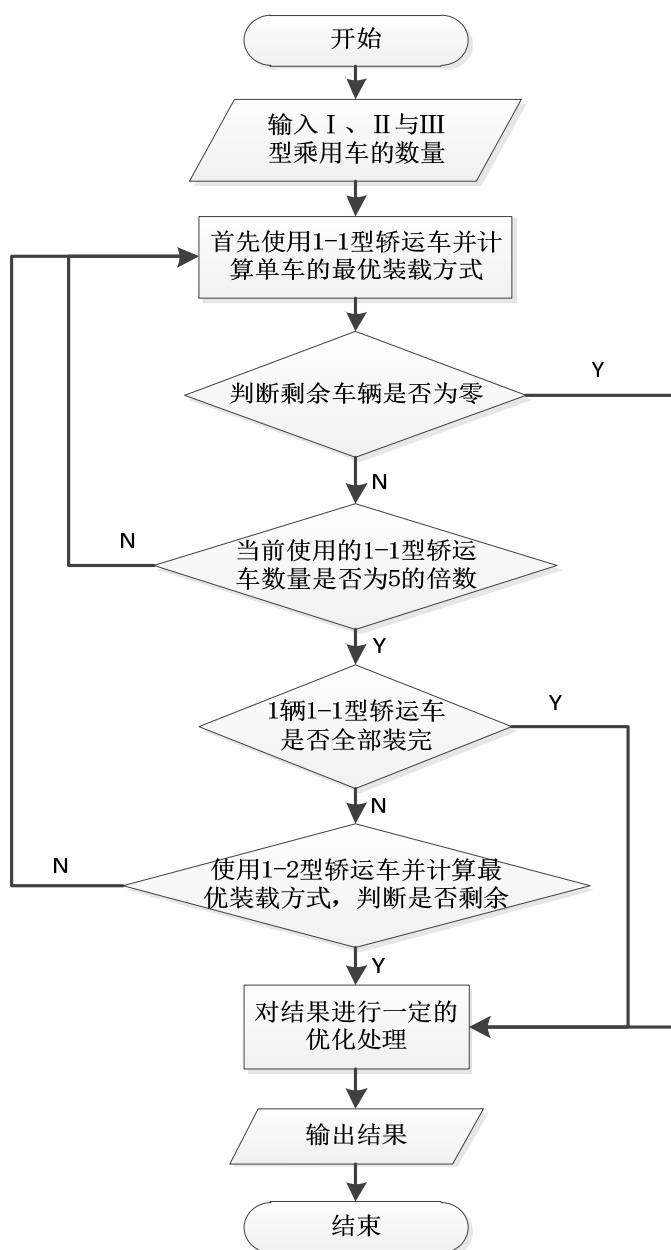 开始
输入Ⅰ、Ⅱ与Ⅲ
型乘用车的数量
首先使用1-1型轿运车并计
算单车的最优装载方式
判断剩余车辆是否为零
Y
N
当前使用的1-1型轿运
车数量是否为5的倍数
N
Y
1辆1-1型轿运车
是否全部装完
Y
N
使用1-2型轿运车并计算最
优装载方式，判断是否剩余
N
Y
对结果进行一定的
优化处理
输出结果
结束